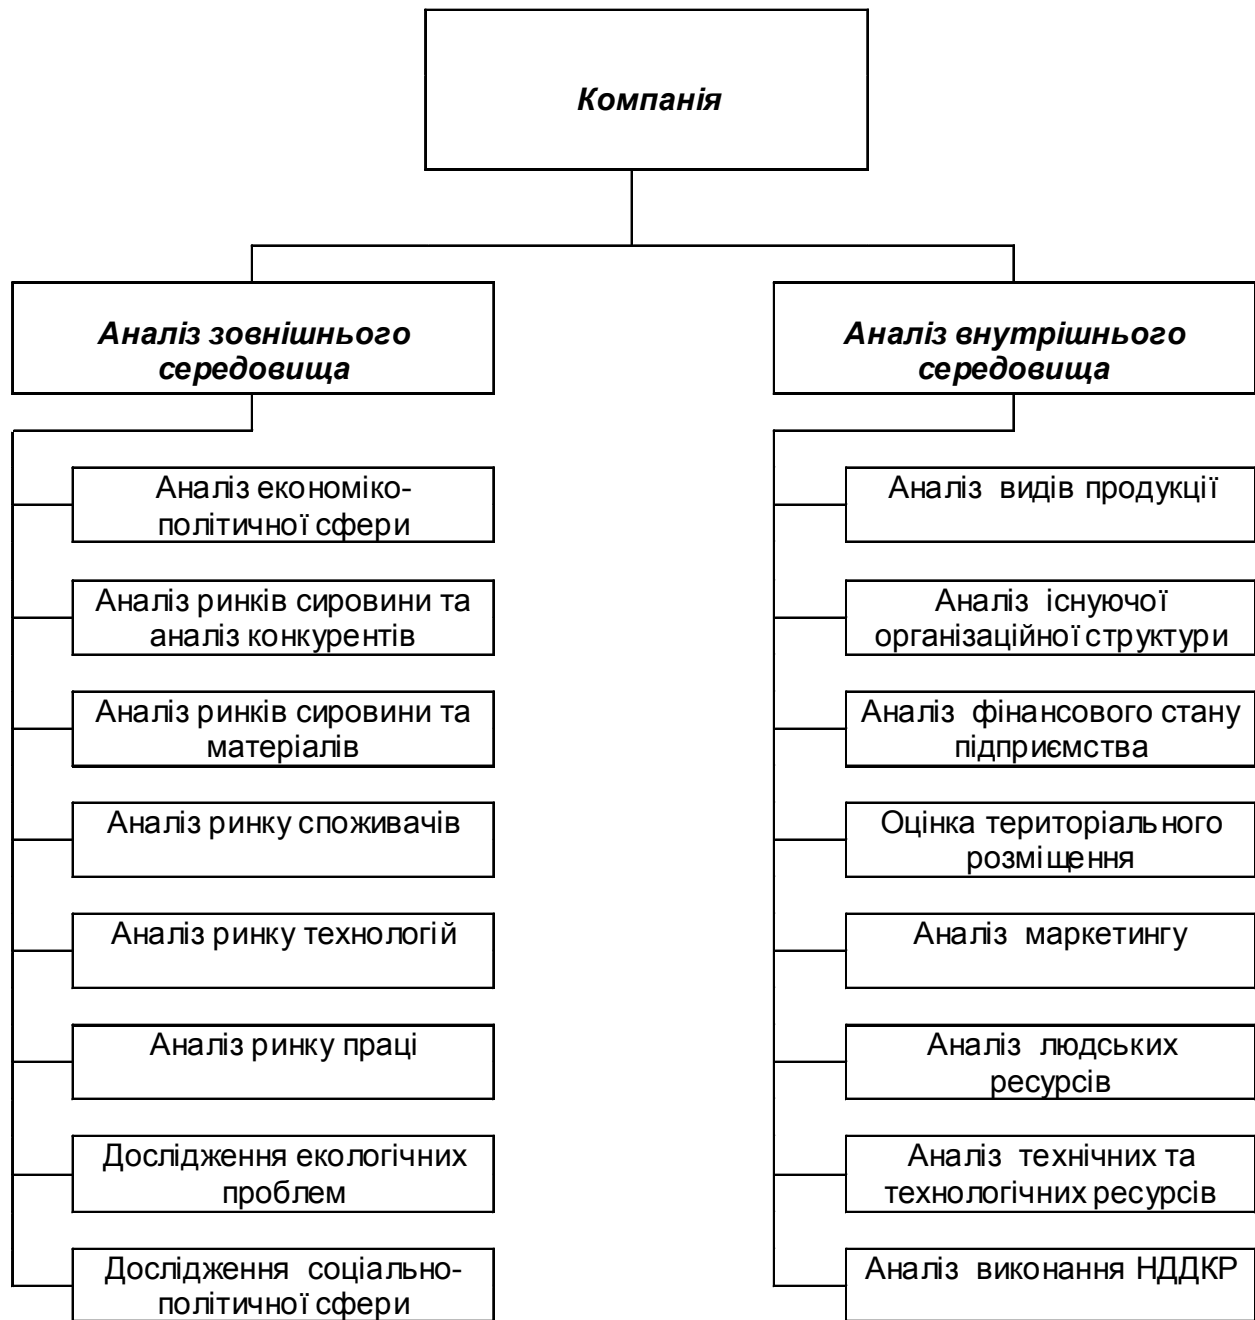 Компанія
Аналіз зовнішнього
середовища
Аналіз економіко-
політичної сфери
Аналіз ринків сировини та
аналіз конкурентів
Аналіз ринків сировини та
матеріалів
Аналіз ринку споживачів
Аналіз ринку технологій
Аналіз ринку праці
Дослідження екологічних
проблем
Дослідження соціально-
політичної сфери
Аналіз внутрішнього
середовища
Аналіз видів продукції
Аналіз існуючої
організаційної структури
Аналіз фінансового стану
підприємства
Оцінка територіального
розміщення
Аналіз маркетингу
Аналіз людських
ресурсів
Аналіз технічних та
технологічних ресурсів
Аналіз виконання НДДКР